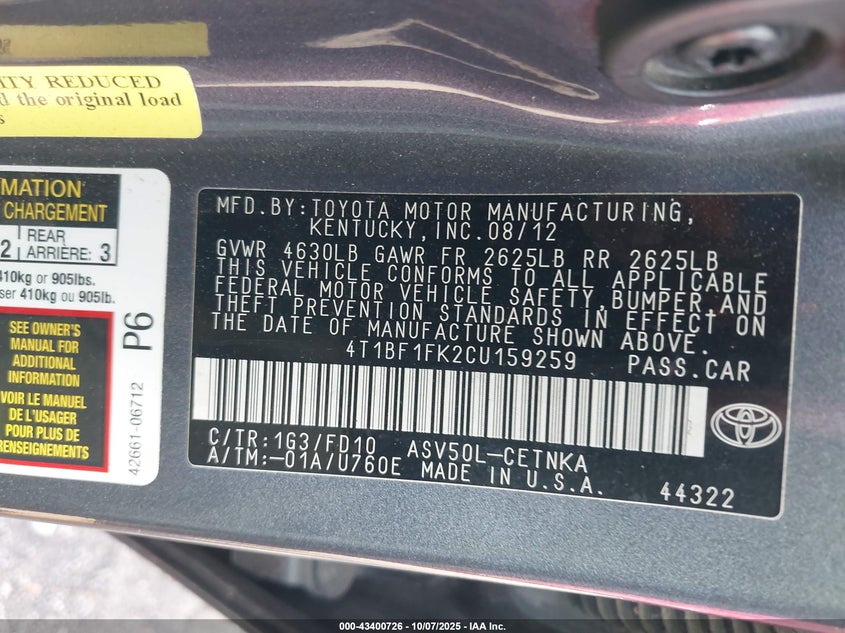 ITY REDUCED
d the original load
s
MATION
CHARGEMENT
2 REAR
ARRIÈRE: 3
410kg or 905lbs.
ser 410kg ou 905lb.
SEE OWNER'S
MANUAL FOR
ADDITIONAL
INFORMATION
VOIR LE MANUEL
DE L'USAGER
POUR PLUS DE
RENSEIGNEMENTS
P6
42661-06712
MFD.BY:TOYOTA MOTOR MANUFACTURING,
KENTUCKY, INC.08/12
GVWR 4630LB GAWR FR 2625LB RR 2625LB
THIS VEHICLE CONFORMS TO ALL APPLICABLE
FEDERAL MOTOR VEHICLE SAFETY,BUMPER,AND
THEFT PREVENTION STANDARDS IN EFFECT ON
THE DATE OF MANUFACTURE SHOWN ABOVE.
4T1BF1FK2CU159259 PASS.CAR
C/TR:1G3/FD10 ASV50L-CETNKA
A/TM:-01A/U760E MADE IN U.S.A.
44322
TOYOTA
000-43400726 - 10/07/2025 - IAA Inc.